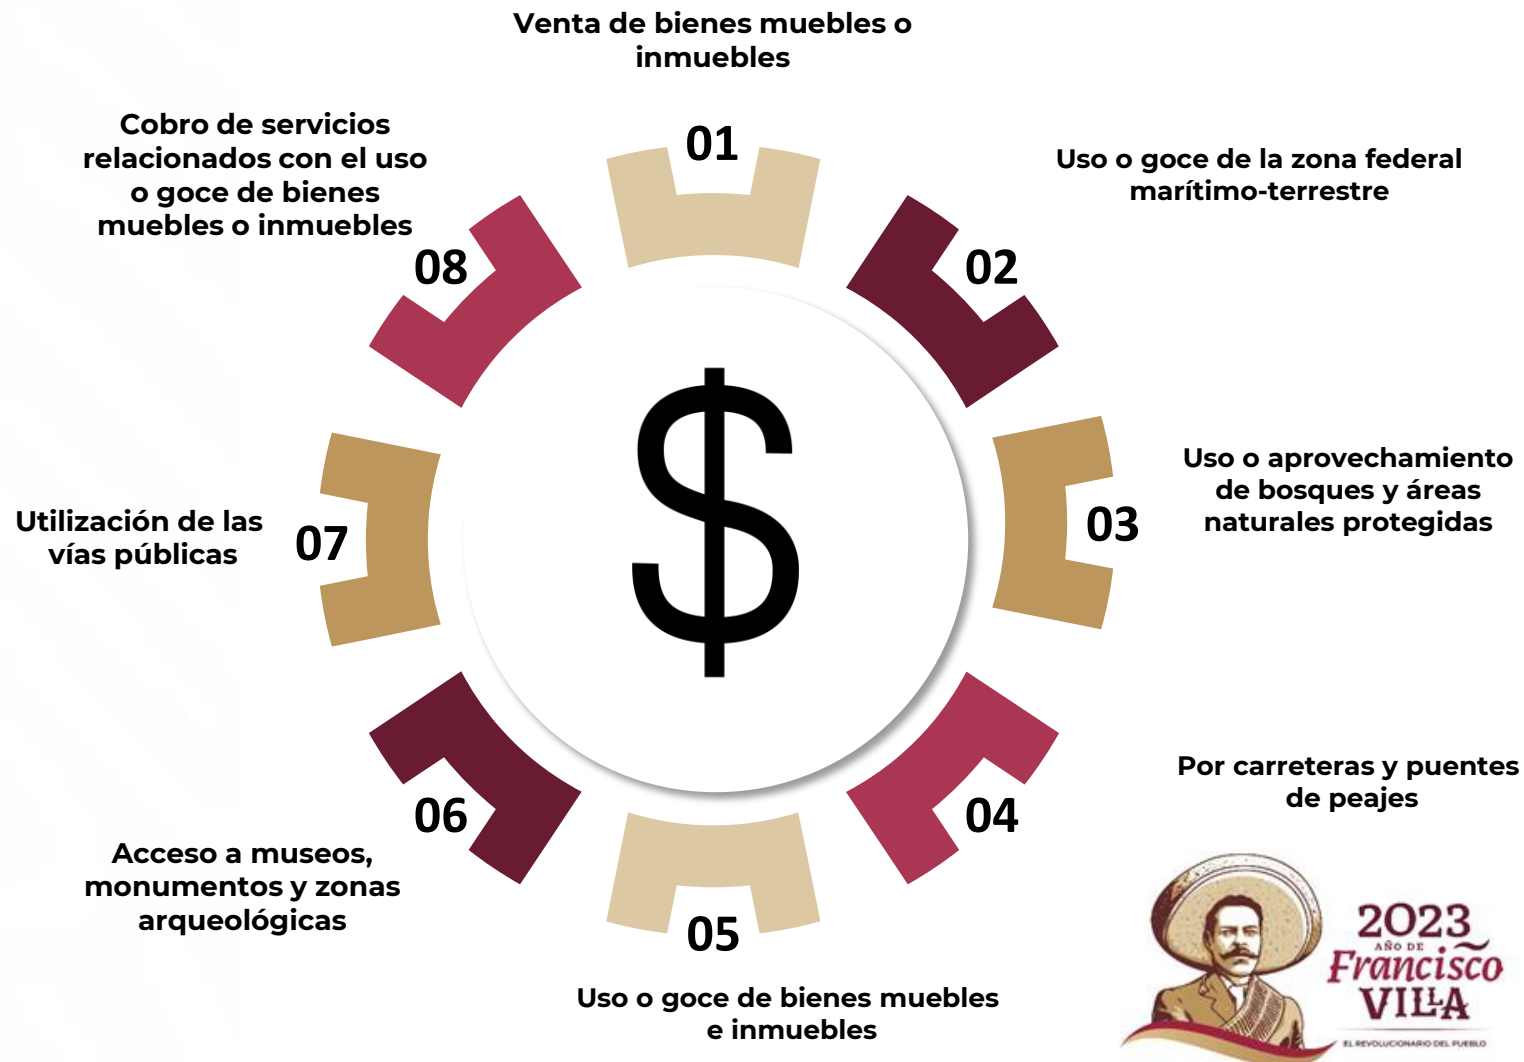 Venta de bienes muebles o
inmuebles
01
Uso o goce de la zona federal
marítimo-terrestre
02
Uso o aprovechamiento
de bosques y áreas
naturales protegidas
03
Por carreteras y puentes
de peajes
04
Uso o goce de bienes muebles
e inmuebles
05
Acceso a museos,
monumentos y zonas
arqueológicas
06
Utilización de las
vías públicas
07
Cobro de servicios
relacionados con el uso
o goce de bienes
muebles o inmuebles
08
$
2023
AÑO DE
Francisco
VILLA
EL REVOLUCIONARIO DEL PUEBLO